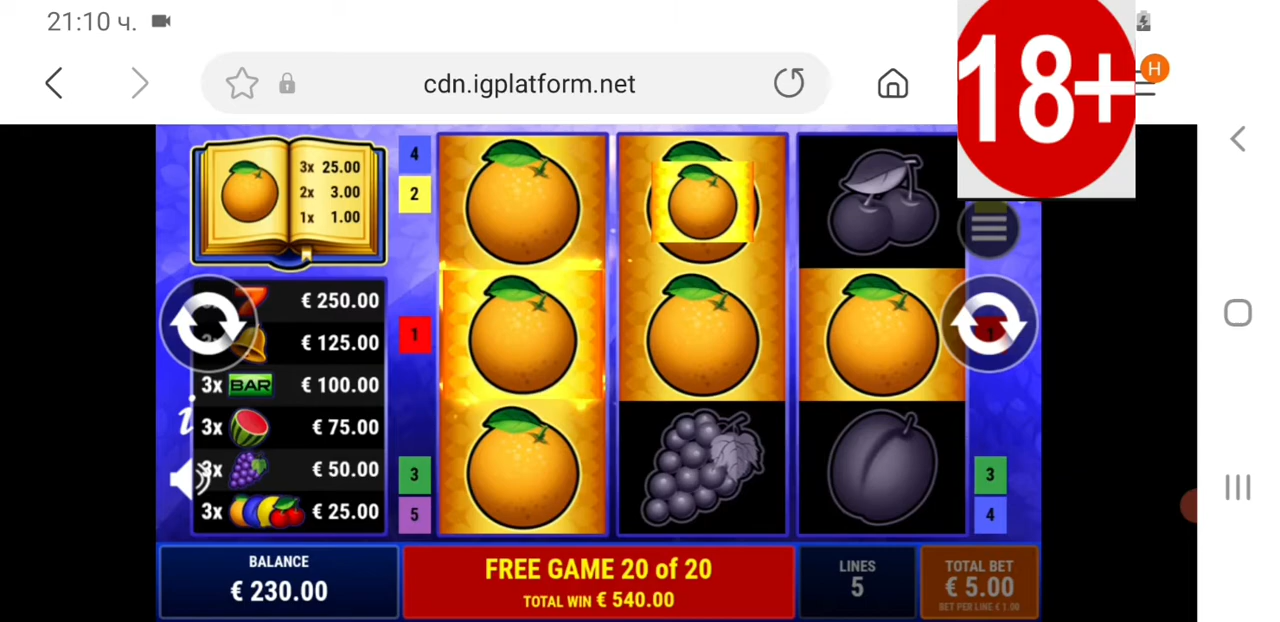 21:10 ч.
18+
H
cdn.igplatform.net
3x 25.00
2x 3.00
1x 1.00
4
2
€ 250.00
€ 125.00
1
1
3x BAR € 100.00
3x € 75.00
3x € 50.00
3x € 25.00
i
3
5
3
4
BALANCE
€ 230.00
FREE GAME 20 of 20
TOTAL WIN € 540.00
LINES
5
TOTAL BET
€ 5.00
BET PER LINE € 1.00